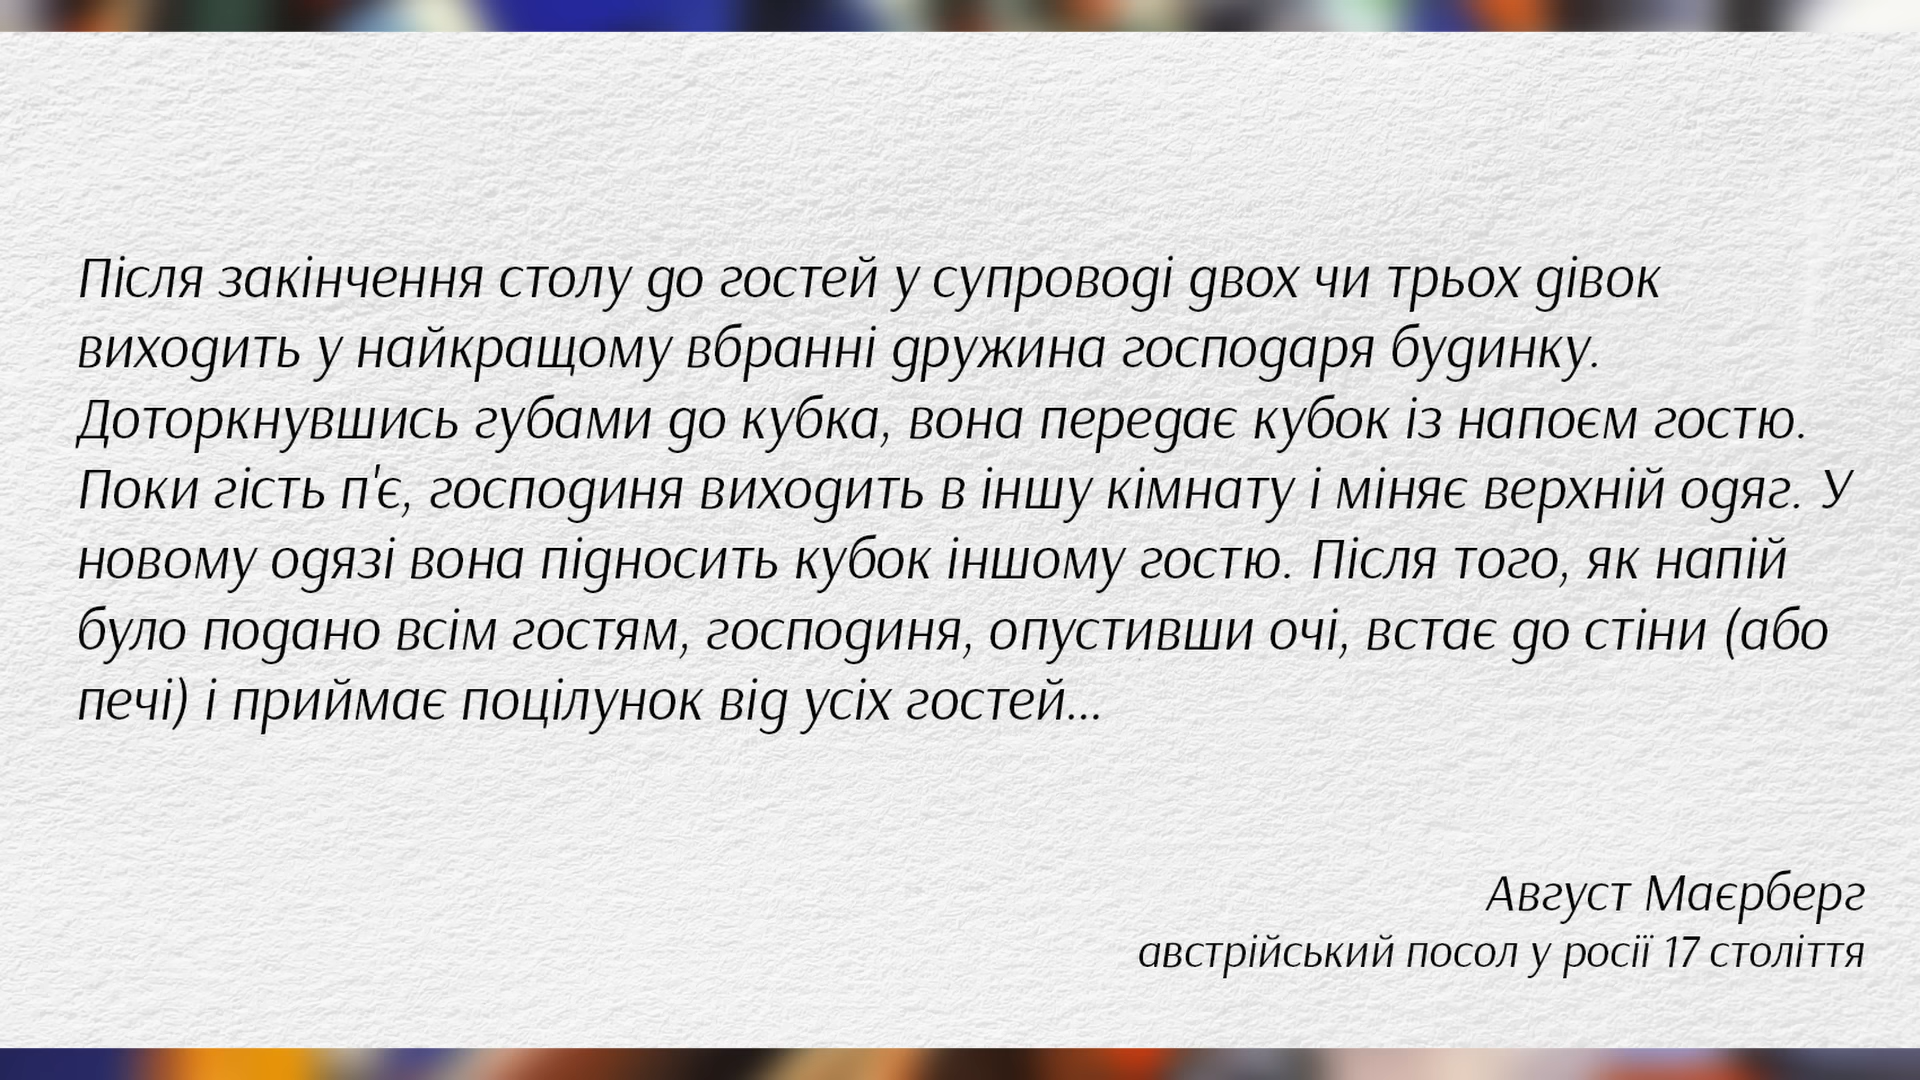 Після закінчення столу до гостей у супроводі двох чи трьох дівок
виходить у найкращому вбранні дружина господаря будинку.
Доторкнувшись губами до кубка, вона передає кубок із напоєм гостю.
Поки гість п'є, господиня виходить в іншу кімнату і міняє верхній одяг. У
новому одязі вона підносить кубок іншому гостю. Після того, як напій
було подано всім гостям, господиня, опустивши очі, встає до стіни (або
печі) і приймає поцілунок від усіх гостей...
Август Маєрберг
австрійський посол у росії 17 століття